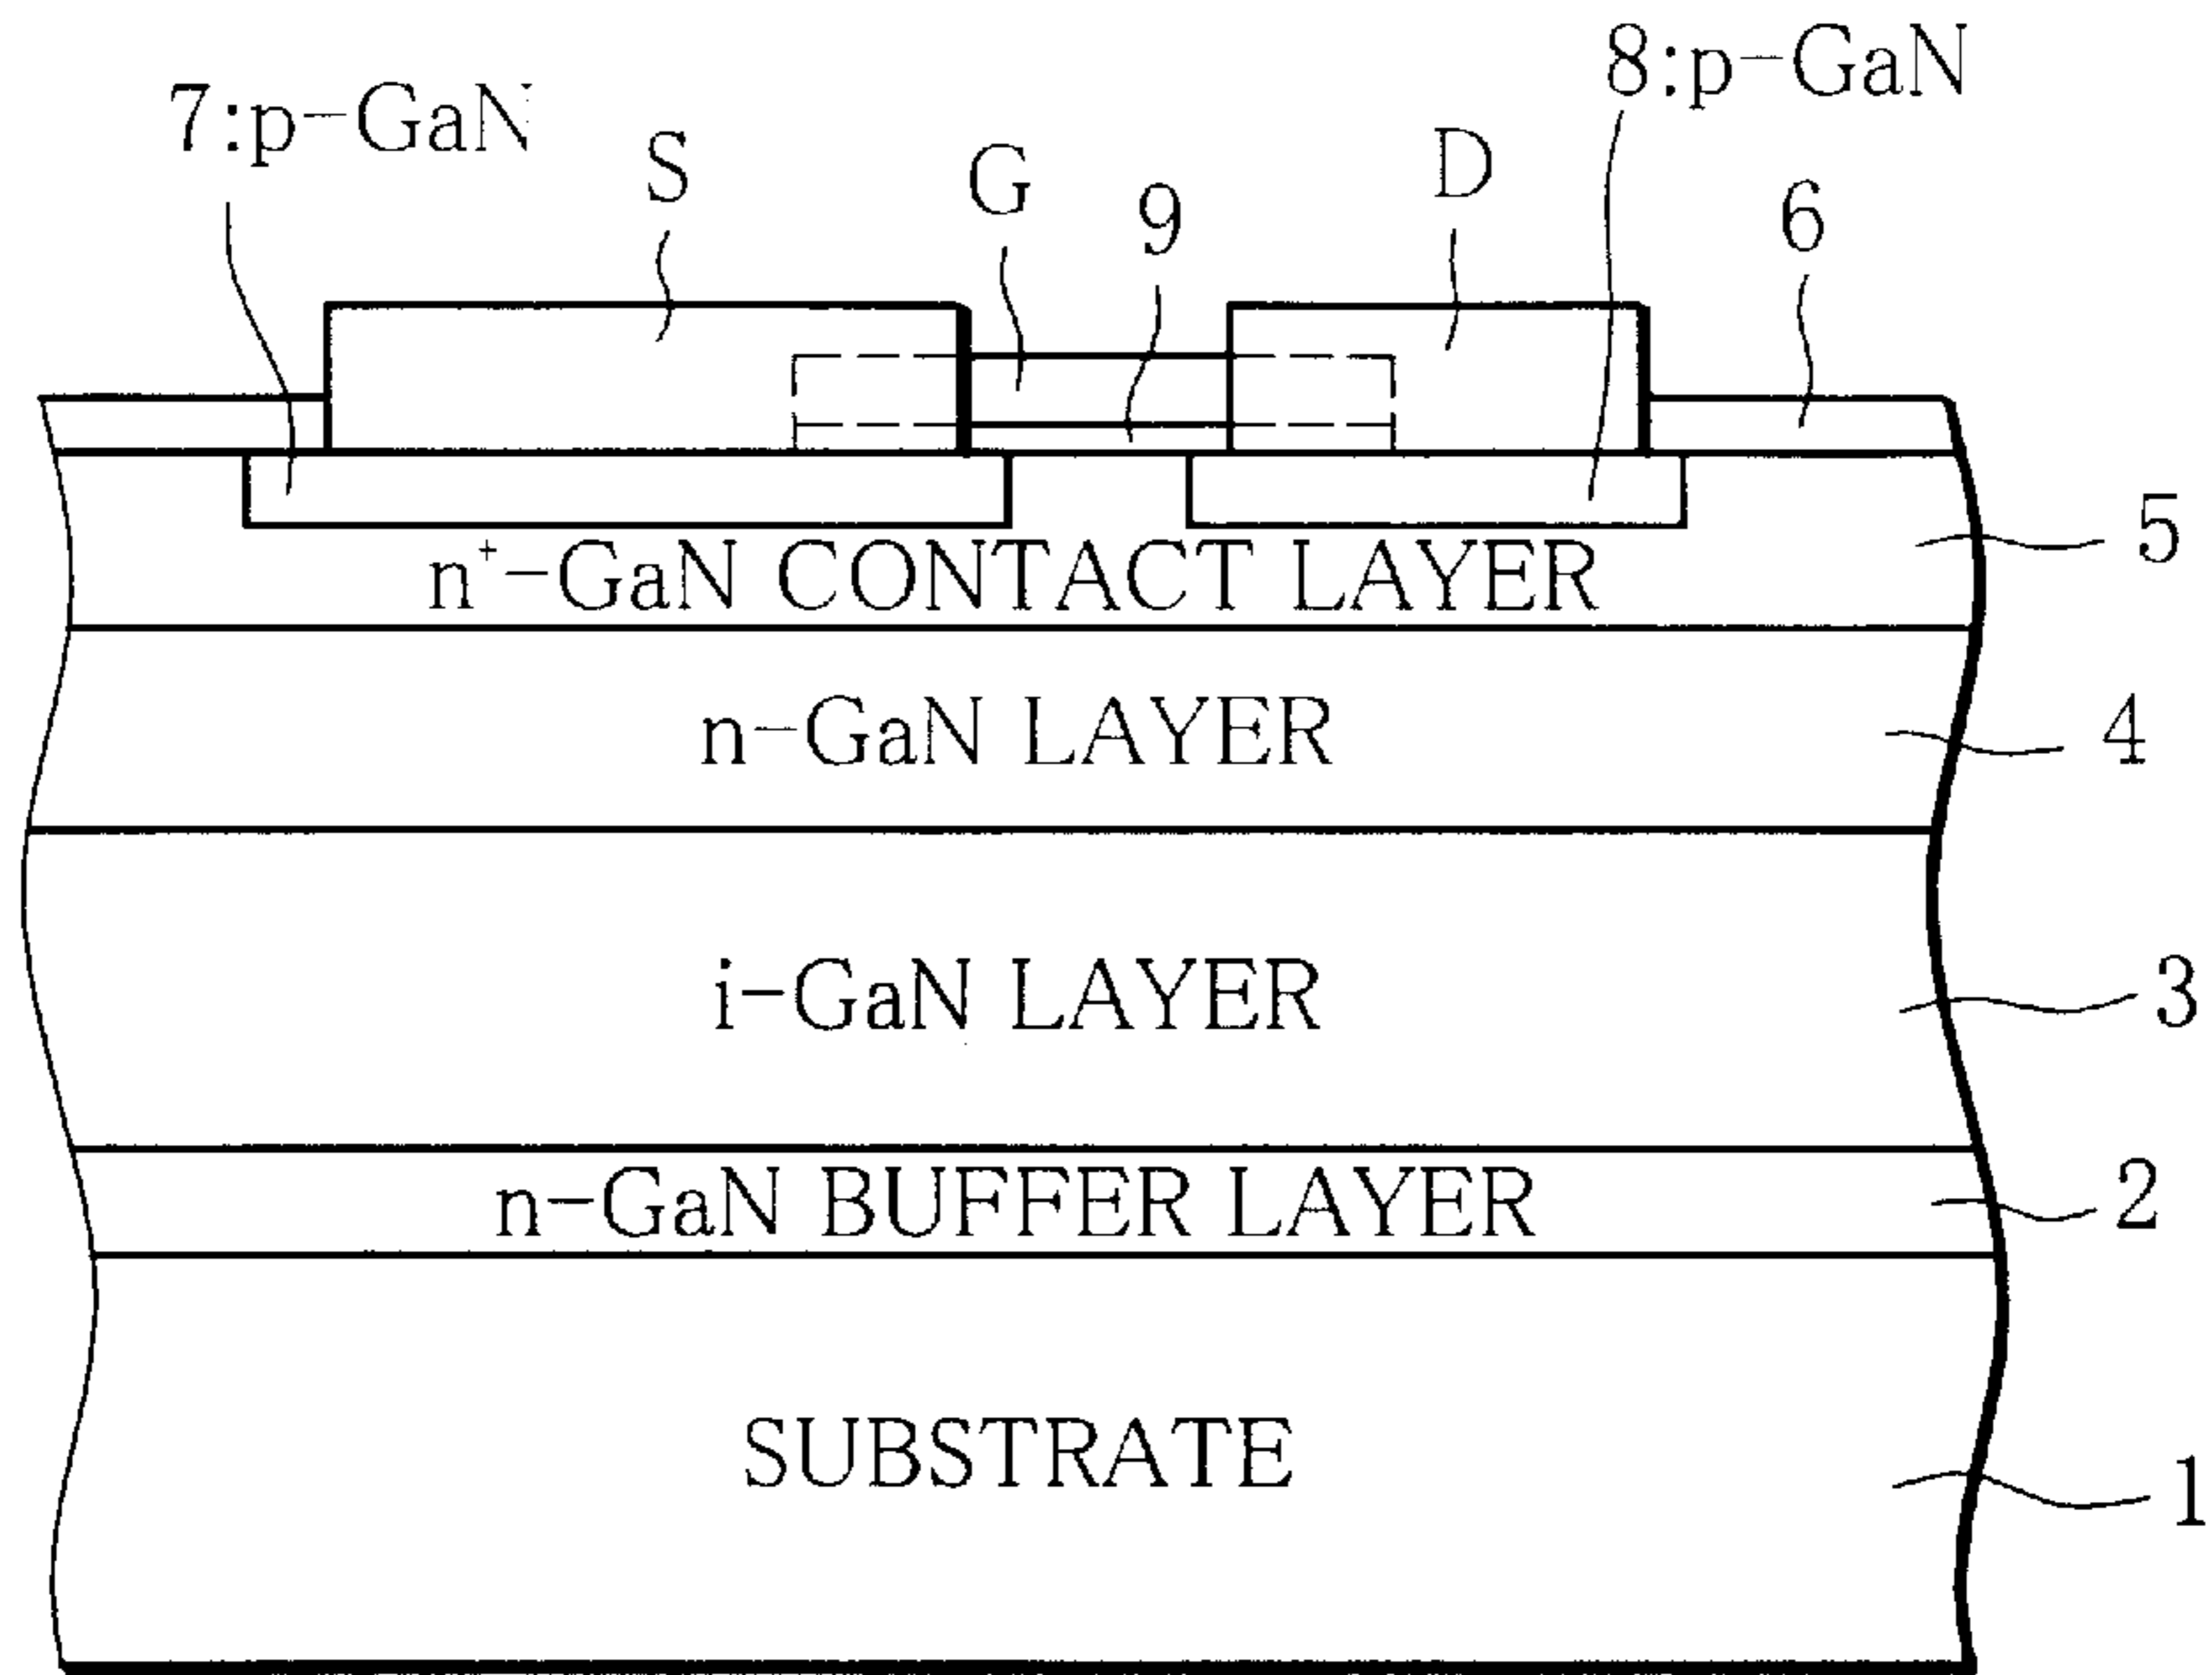 8:p-GaN
7:p-GaN
S
G
D
9
6
5
n⁺-GaN CONTACT LAYER
n-GaN LAYER
4
i-GaN LAYER
3
n-GaN BUFFER LAYER
2
SUBSTRATE
1